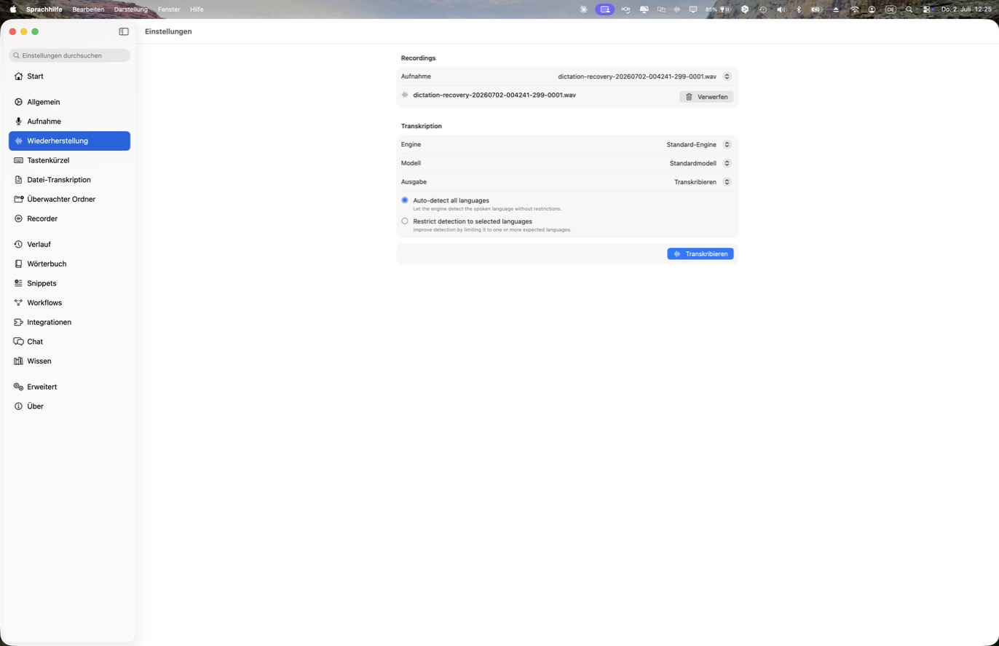 Sprachhilfe Bearbeiten Darstellung Fenster Hilfe 85% DE Do. 2. Juli 12:25
Einstellungen
Einstellungen durchsuchen
Start
Allgemein
Aufnahme
Wiederherstellung
Tastenkürzel
Datei-Transkription
Überwachter Ordner
Recorder
Verlauf
Wörterbuch
Snippets
Workflows
Integrationen
Chat
Wissen
Erweitert
Über
Recordings
Aufnahme dictation-recovery-20260702-004241-299-0001.wav
dictation-recovery-20260702-004241-299-0001.wav Verwerfen
Transkription
Engine Standard-Engine
Modell Standardmodell
Ausgabe Transkribieren
Auto-detect all languages
Let the engine detect the spoken language without restrictions.
Restrict detection to selected languages
Improve detection by limiting it to one or more expected languages.
Transkribieren